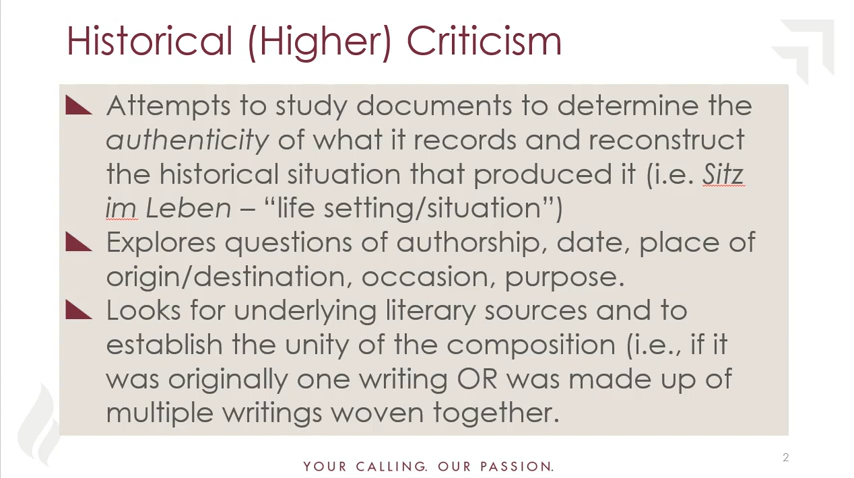 Historical (Higher) Criticism
Attempts to study documents to determine the
authenticity of what it records and reconstruct
the historical situation that produced it (i.e. Sitz
im Leben – “life setting/situation”)
Explores questions of authorship, date, place of
origin/destination, occasion, purpose.
Looks for underlying literary sources and to
establish the unity of the composition (i.e., if it
was originally one writing OR was made up of
multiple writings woven together.
2
YOUR CALLING. OUR PASSION.